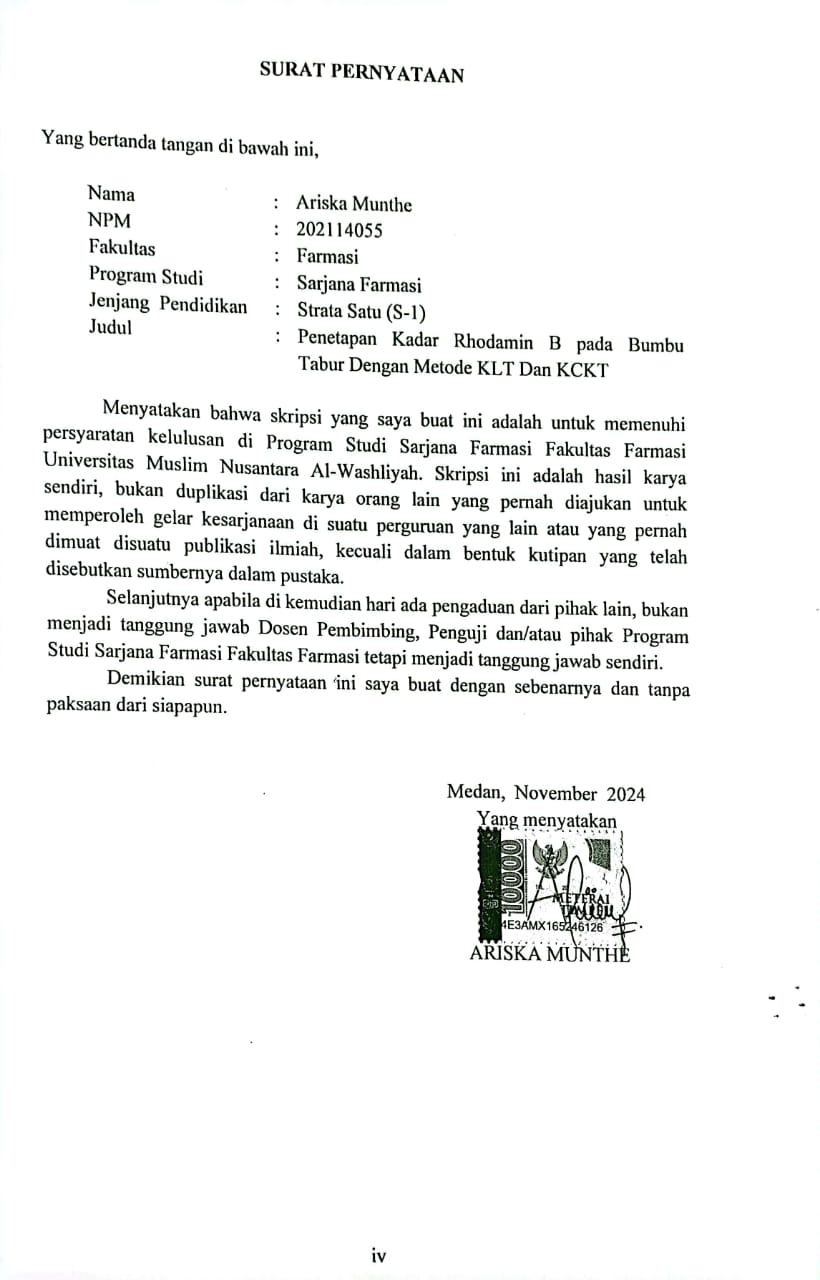 SURAT PERNYATAAN
Yang bertanda tangan di bawah ini,
Nama : Ariska Munthe
NPM : 202114055
Fakultas : Farmasi
Program Studi : Sarjana Farmasi
Jenjang Pendidikan : Strata Satu (S-1)
Judul : Penetapan Kadar Rhodamin B pada Bumbu
Tabur Dengan Metode KLT Dan KCKT
Menyatakan bahwa skripsi yang saya buat ini adalah untuk memenuhi
persyaratan kelulusan di Program Studi Sarjana Farmasi Fakultas Farmasi
Universitas Muslim Nusantara Al-Washliyah. Skripsi ini adalah hasil karya
sendiri, bukan duplikasi dari karya orang lain yang pernah diajukan untuk
memperoleh gelar kesarjanaan di suatu perguruan yang lain atau yang pernah
dimuat disuatu publikasi ilmiah, kecuali dalam bentuk kutipan yang telah
disebutkan sumbernya dalam pustaka.
Selanjutnya apabila di kemudian hari ada pengaduan dari pihak lain, bukan
menjadi tanggung jawab Dosen Pembimbing, Penguji dan/atau pihak Program
Studi Sarjana Farmasi Fakultas Farmasi tetapi menjadi tanggung jawab sendiri.
Demikian surat pernyataan ini saya buat dengan sebenarnya dan tanpa
paksaan dari siapapun.
Medan, November 2024
Yang menyatakan
10000
METERAI
4E3AMX165246126
ARISKA MUNTHE
iv